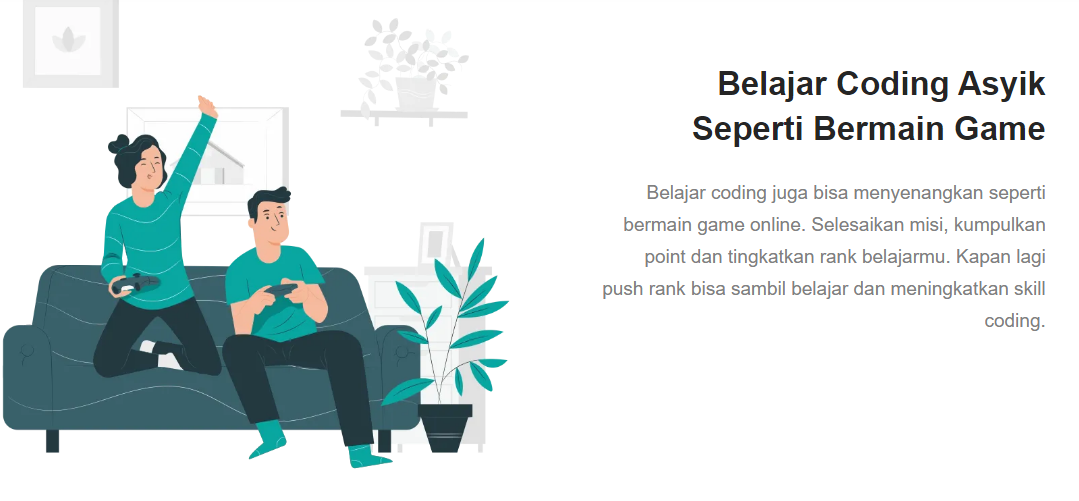 Belajar Coding Asyik
Seperti Bermain Game
Belajar coding juga bisa menyenangkan seperti
bermain game online. Selesaikan misi, kumpulkan
point dan tingkatkan rank belajarmu. Kapan lagi
push rank bisa sambil belajar dan meningkatkan skill
coding.